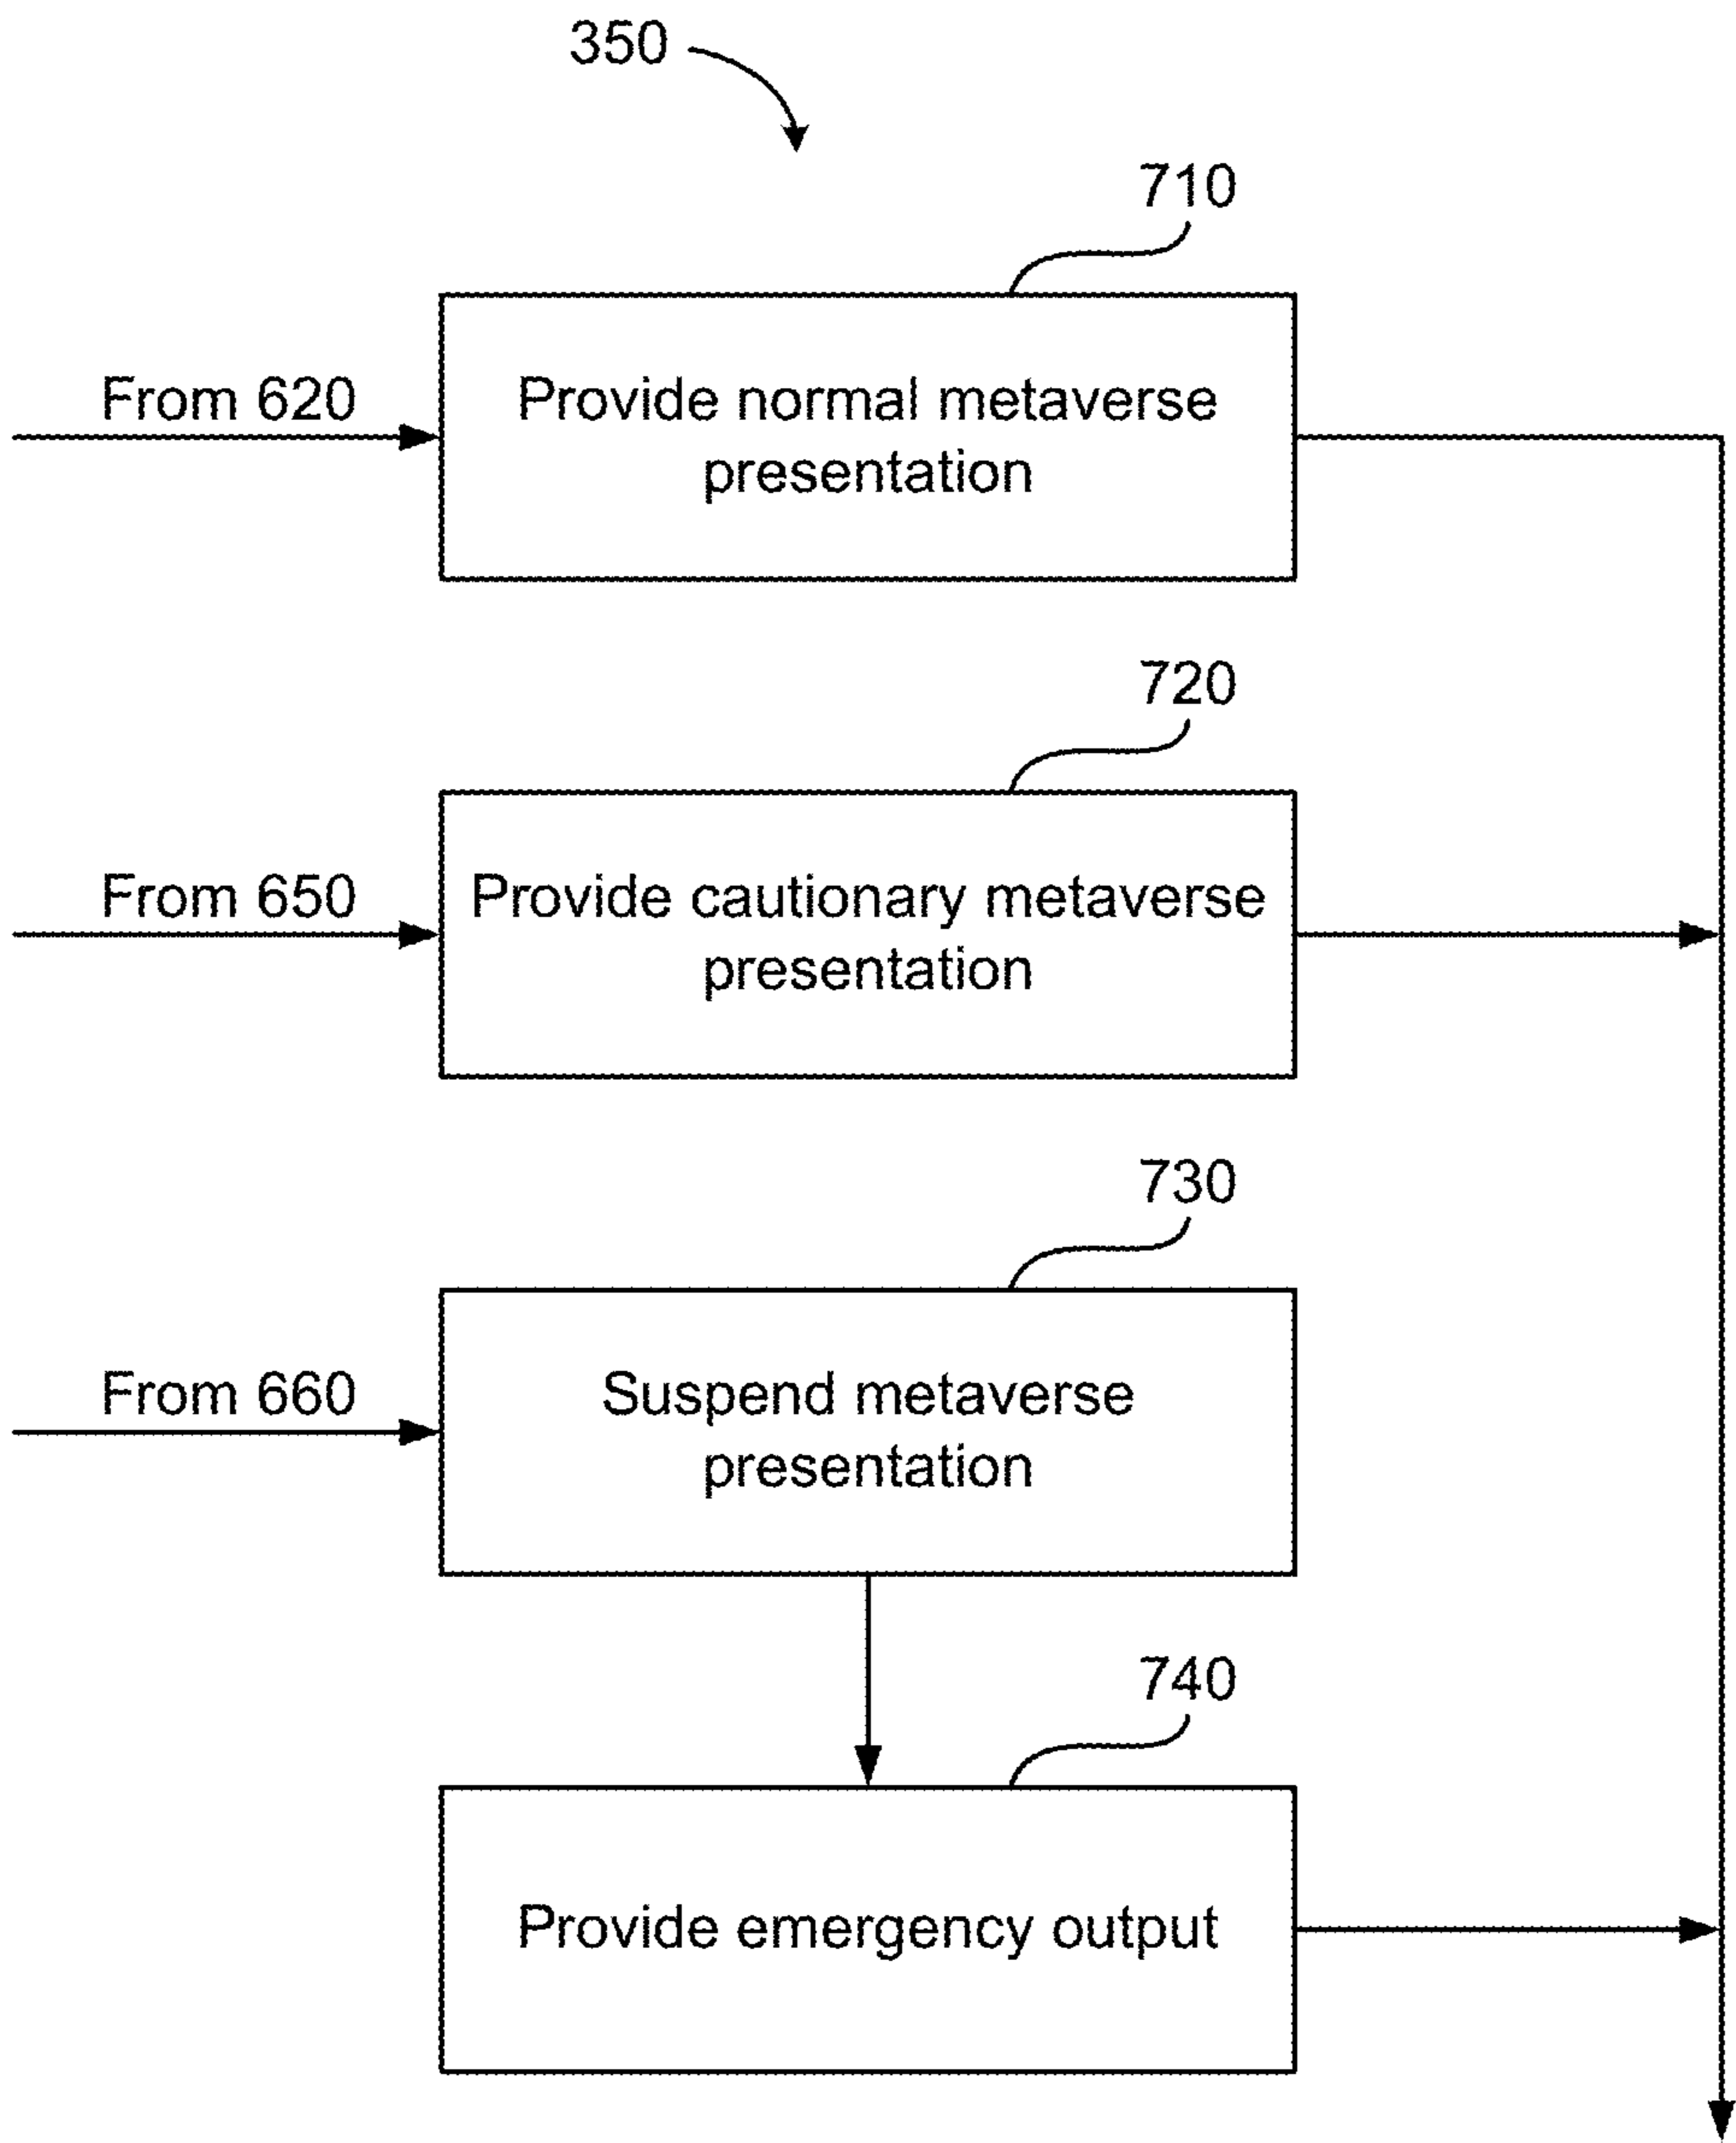 350
710
From 620
Provide normal metaverse
presentation
720
From 650
Provide cautionary metaverse
presentation
730
From 660
Suspend metaverse
presentation
740
Provide emergency output